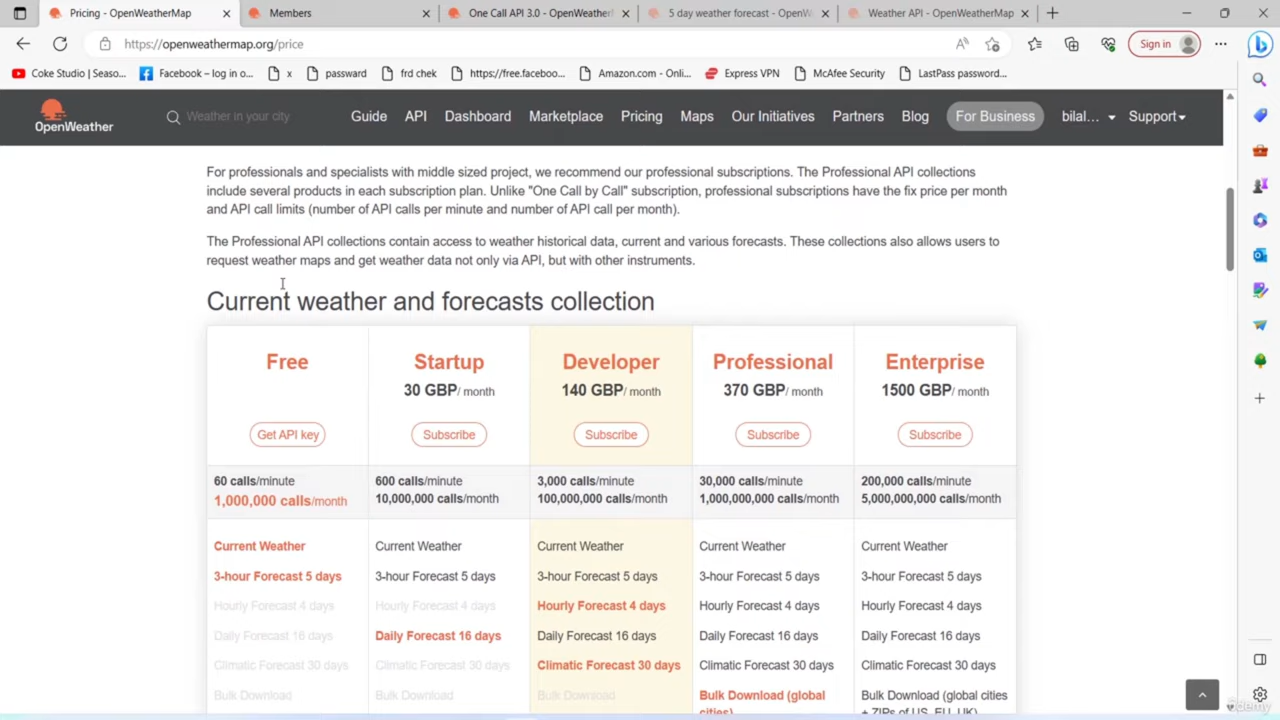 Pricing - OpenWeatherMap
Members
One Call API 3.0 - OpenWeather
5 day weather forecast - OpenW
Weather API - OpenWeatherMap
https://openweathermap.org/price
Sign in
Coke Studio | Seaso...
Facebook – log in o...
x
passward
frd chek
https://free.faceboo...
Amazon.com - Onli...
Express VPN
McAfee Security
LastPass password...
OpenWeather
Weather in your city
Guide
API
Dashboard
Marketplace
Pricing
Maps
Our Initiatives
Partners
Blog
For Business
bilal...
Support
For professionals and specialists with middle sized project, we recommend our professional subscriptions. The Professional API collections
include several products in each subscription plan. Unlike "One Call by Call" subscription, professional subscriptions have the fix price per month
and API call limits (number of API calls per minute and number of API call per month).
The Professional API collections contain access to weather historical data, current and various forecasts. These collections also allows users to
request weather maps and get weather data not only via API, but with other instruments.
Current weather and forecasts collection
Free
Startup
Developer
Professional
Enterprise
30 GBP/ month
140 GBP/ month
370 GBP/ month
1500 GBP/ month
Get API key
Subscribe
Subscribe
Subscribe
Subscribe
60 calls/minute
600 calls/minute
3,000 calls/minute
30,000 calls/minute
200,000 calls/minute
1,000,000 calls/month
10,000,000 calls/month
100,000,000 calls/month
1,000,000,000 calls/month
5,000,000,000 calls/month
Current Weather
Current Weather
Current Weather
Current Weather
Current Weather
3-hour Forecast 5 days
3-hour Forecast 5 days
3-hour Forecast 5 days
3-hour Forecast 5 days
3-hour Forecast 5 days
Hourly Forecast 4 days
Hourly Forecast 4 days
Hourly Forecast 4 days
Hourly Forecast 4 days
Hourly Forecast 4 days
Daily Forecast 16 days
Daily Forecast 16 days
Daily Forecast 16 days
Daily Forecast 16 days
Daily Forecast 16 days
Climatic Forecast 30 days
Climatic Forecast 30 days
Climatic Forecast 30 days
Climatic Forecast 30 days
Climatic Forecast 30 days
Bulk Download
Bulk Download
Bulk Download
Bulk Download (global
cities)
Bulk Download (global cities
+ ZIPs of US, EU, UK)
Udemy